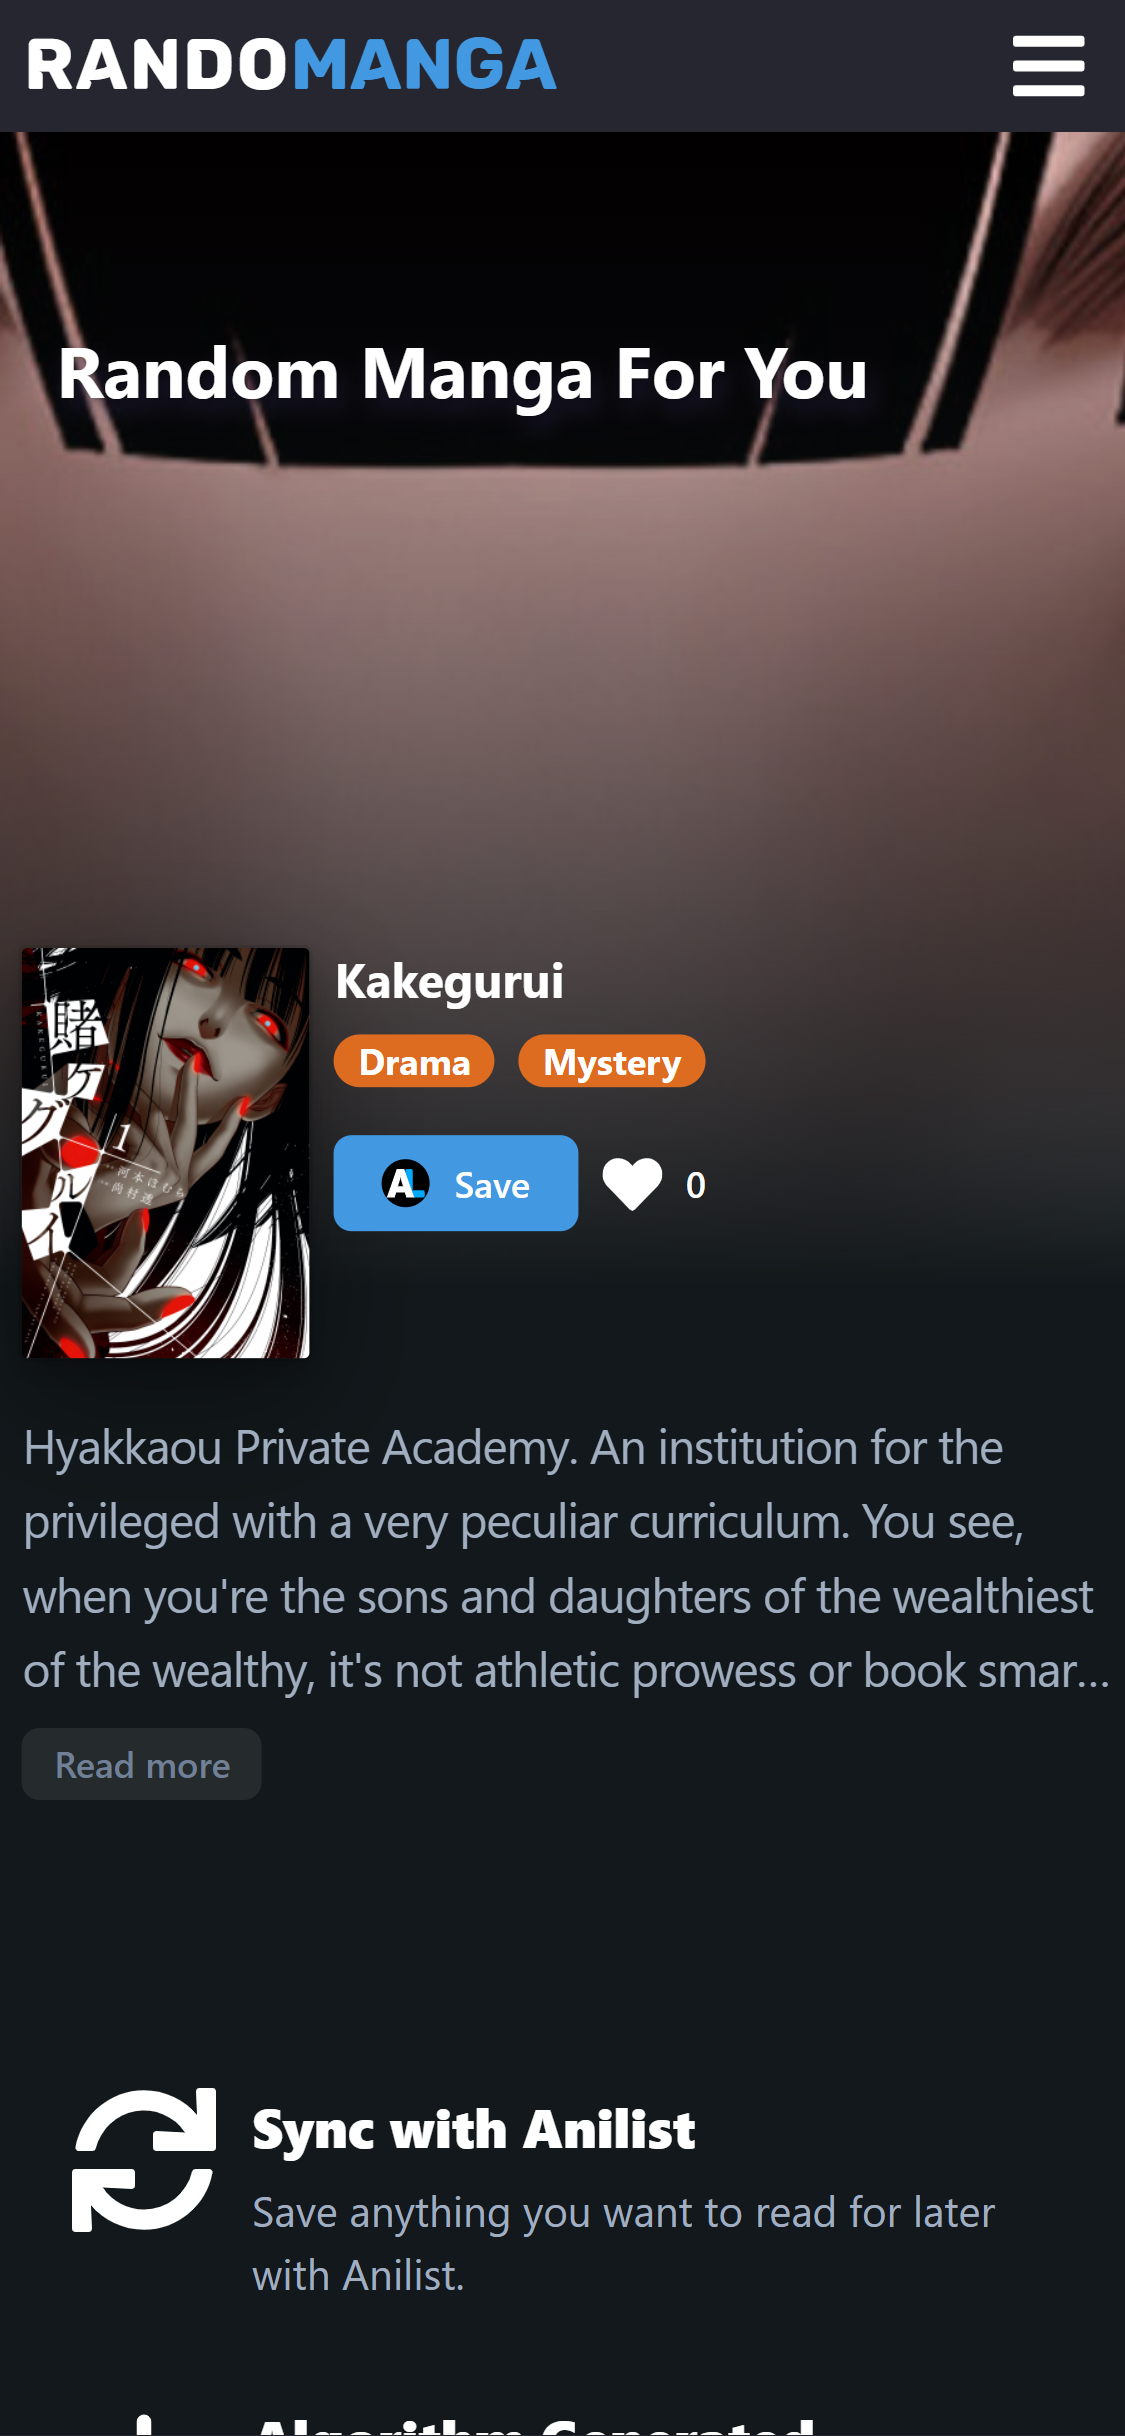 RANDOMANGA
Random Manga For You
Kakegurui
Drama
Mystery
賭ケグルイ
1
河本ほむら
尚村透
AL Save
0
Hyakkaou Private Academy. An institution for the
privileged with a very peculiar curriculum. You see,
when you're the sons and daughters of the wealthiest
of the wealthy, it's not athletic prowess or book smar...
Read more
Sync with Anilist
Save anything you want to read for later
with Anilist.
Algorithm Generated